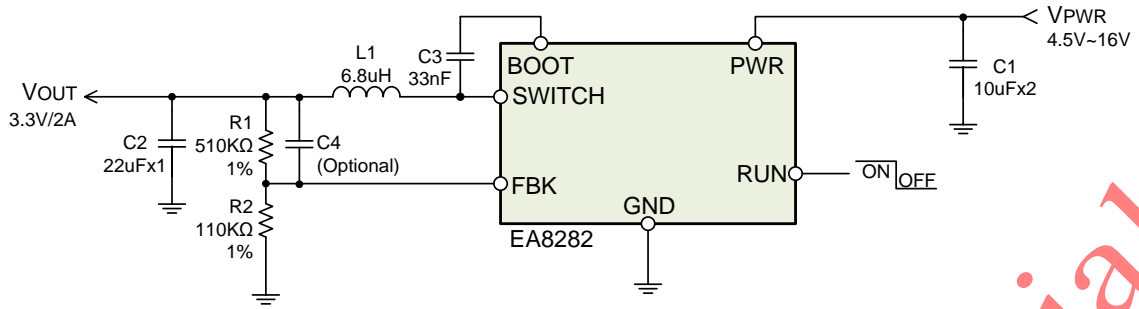 VPWR
4.5V~16V
C1
10uFx2
BOOT
PWR
SWITCH
RUN
ON
OFF
FBK
GND
EA8282
C3
33nF
L1
6.8uH
VOUT
3.3V/2A
C2
22uFx1
R1
510KΩ
1%
C4
(Optional)
R2
110KΩ
1%